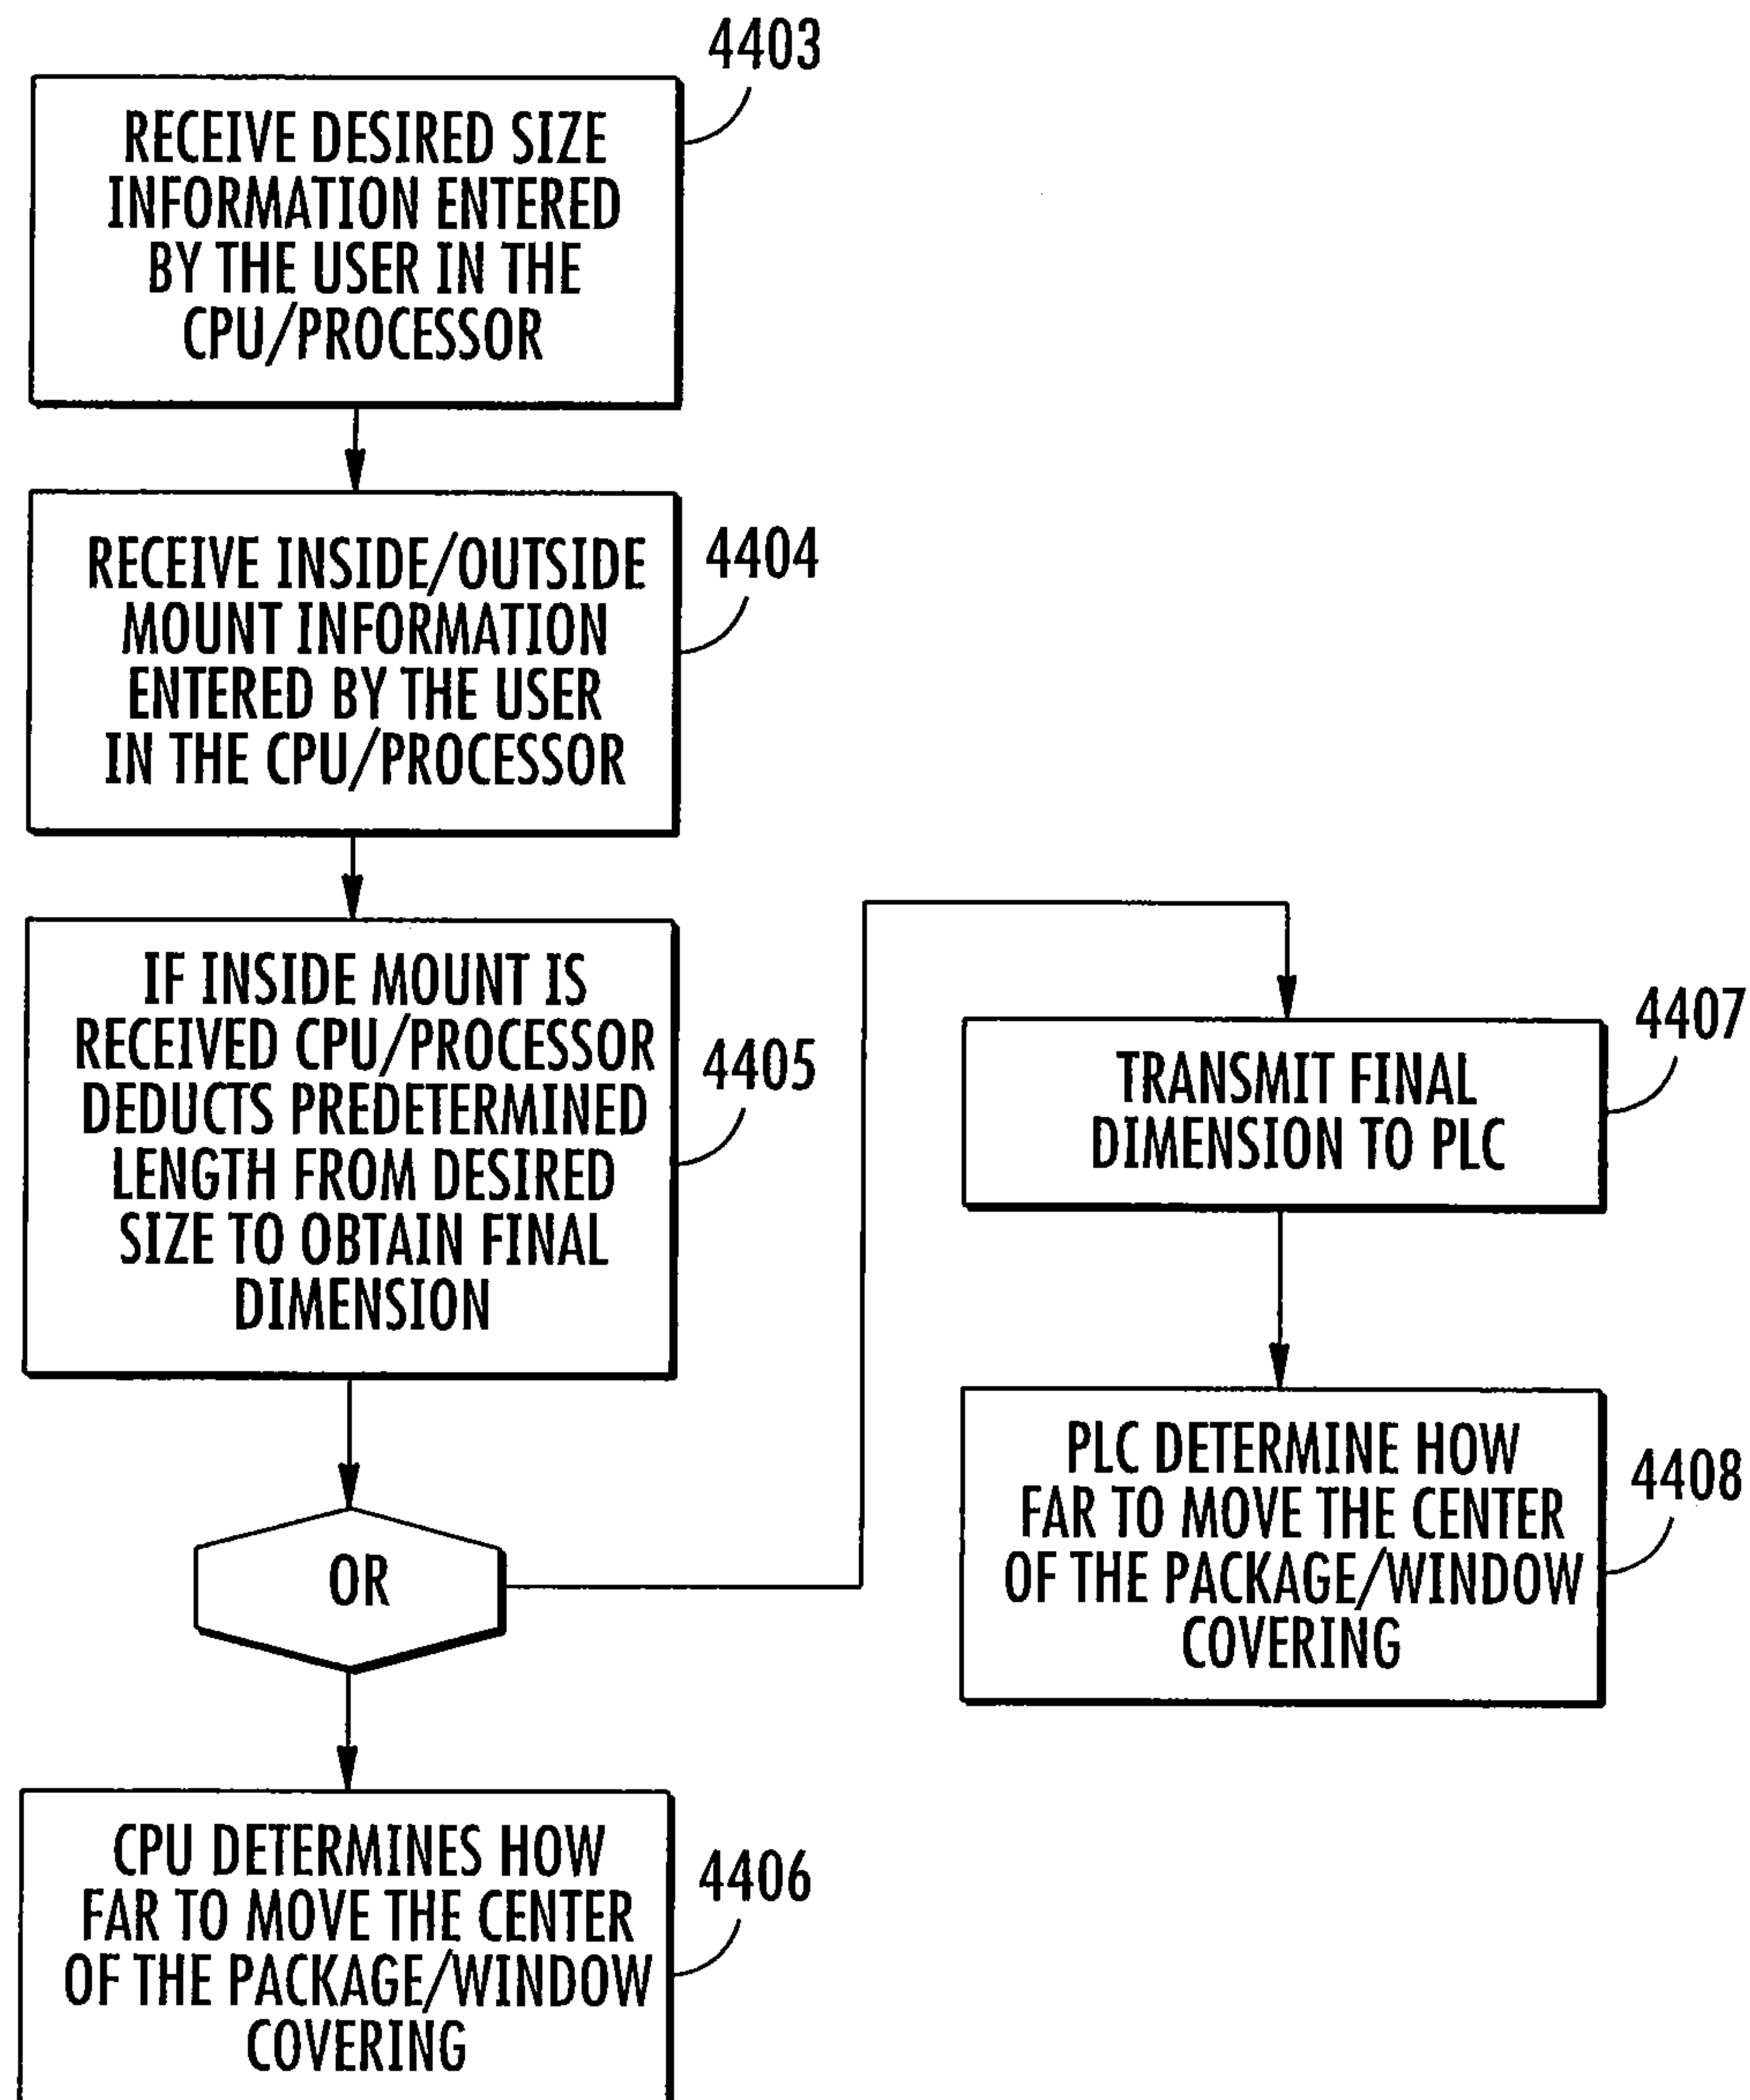 4403
RECEIVE DESIRED SIZE
INFORMATION ENTERED
BY THE USER IN THE
CPU/PROCESSOR
4404
RECEIVE INSIDE/OUTSIDE
MOUNT INFORMATION
ENTERED BY THE USER
IN THE CPU/PROCESSOR
4405
IF INSIDE MOUNT IS
RECEIVED CPU/PROCESSOR
DEDUCTS PREDETERMINED
LENGTH FROM DESIRED
SIZE TO OBTAIN FINAL
DIMENSION
OR
4406
CPU DETERMINES HOW
FAR TO MOVE THE CENTER
OF THE PACKAGE/WINDOW
COVERING
4407
TRANSMIT FINAL
DIMENSION TO PLC
4408
PLC DETERMINE HOW
FAR TO MOVE THE CENTER
OF THE PACKAGE/WINDOW
COVERING